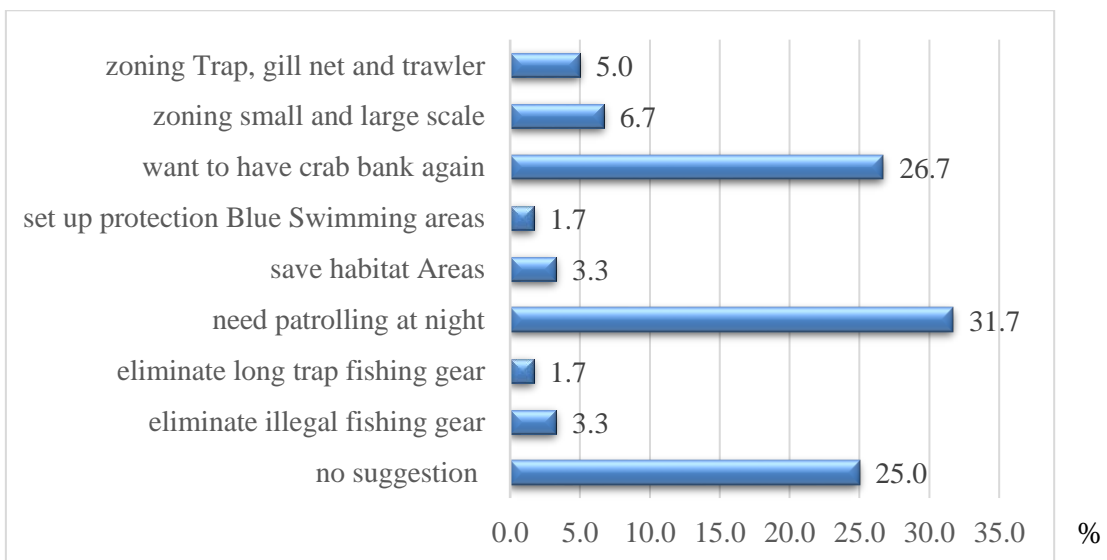 zoning Trap, gill net and trawler 5.0
zoning small and large scale 6.7
want to have crab bank again 26.7
set up protection Blue Swimming areas 1.7
save habitat Areas 3.3
need patrolling at night 31.7
eliminate long trap fishing gear 1.7
eliminate illegal fishing gear 3.3
no suggestion 25.0
0.0 5.0 10.0 15.0 20.0 25.0 30.0 35.0 %